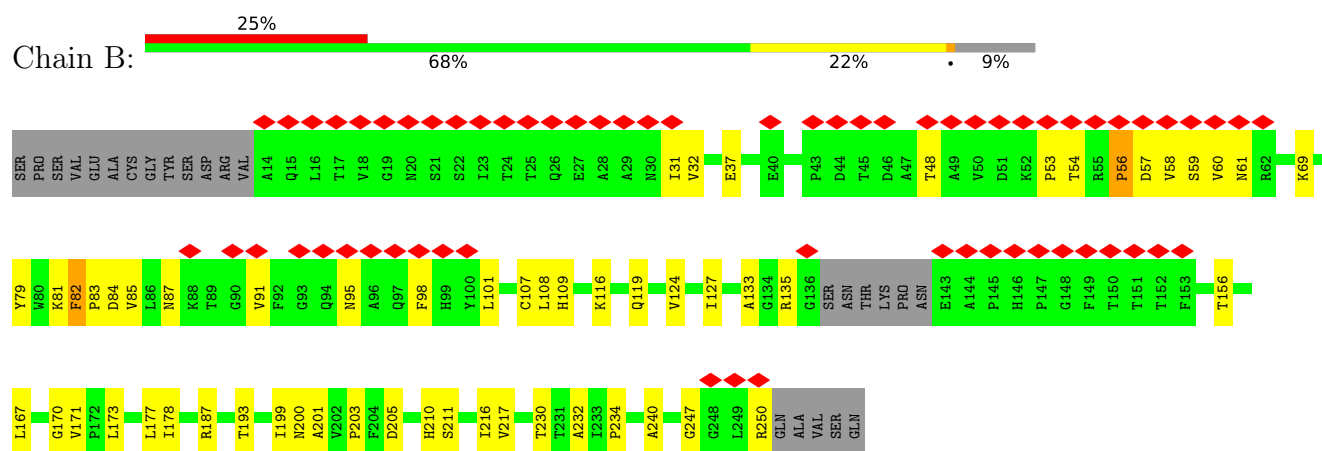 25%
Chain B:
68% 22% • 9%
SER PRO SER VAL GLU ALA CYS GLY TYR SER ASP ARG VAL A14 Q15 L16 T17 V18 G19 N20 S21 S22 I23 T24 T25 Q26 E27 A28 A29 N30 I31 V32 E37 E40 P43 D44 T45 D46 A47 T48 A49 V50 D51 K52 P53 T54 R55 P56 D57 V58 S59 V60 N61 R62 K69
Y79 W80 K81 F82 P83 D84 V85 L86 N87 K88 T89 G90 V91 F92 G93 Q94 N95 A96 Q97 F98 H99 Y100 L101 C107 L108 H109 K116 Q119 V124 I127 A133 G134 R135 G136 SER ASN THR LYS PRO ASN E143 A144 P145 H146 P147 G148 F149 T150 T151 T152 F153 T156
L167 G170 V171 P172 L173 L177 I178 R187 T193 I199 N200 A201 V202 P203 F204 D205 H210 S211 I216 V217 T230 T231 A232 I233 P234 A240 G247 G248 L249 R250 GLN ALA VAL SER GLN